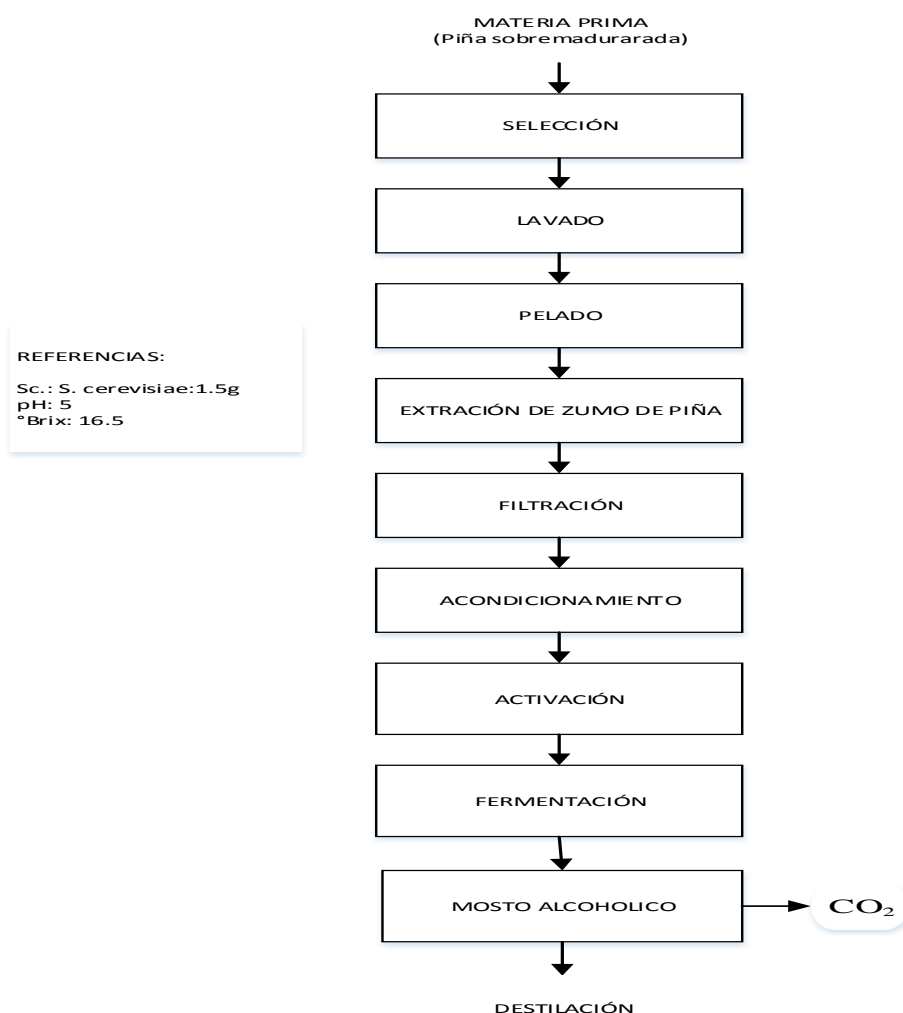 MATERIA PRIMA
(Piña sobremadurarada)
SELECCIÓN
LAVADO
PELADO
REFERENCIAS:
Sc.: S. cerevisiae:1.5g
pH: 5
°Brix: 16.5
EXTRACIÓN DE ZUMO DE PIÑA
FILTRACIÓN
ACONDICIONAMIENTO
ACTIVACIÓN
FERMENTACIÓN
MOSTO ALCOHOLICO
CO₂
DESTILACIÓN